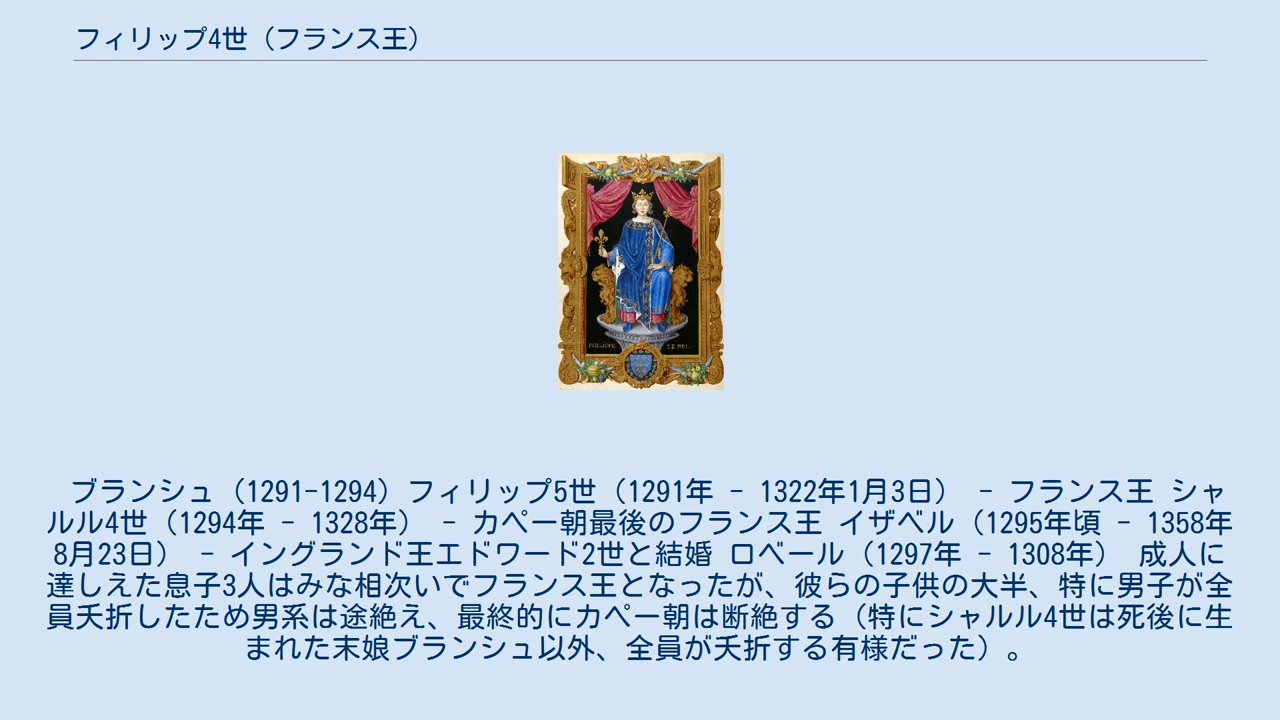 フィリップ4世（フランス王）
PHILIPPE LE BEL
ブランシュ（1291-1294）フィリップ5世（1291年 - 1322年1月3日） - フランス王 シャ
ルル4世（1294年 - 1328年） - カペー朝最後のフランス王 イザベル（1295年頃 - 1358年
8月23日） - イングランド王エドワード2世と結婚 ロベール（1297年 - 1308年） 成人に
達しえた息子3人はみな相次いでフランス王となったが、彼らの子供の大半、特に男子が全
員夭折したため男系は途絶え、最終的にカペー朝は断絶する（特にシャルル4世は死後に生
まれた末娘ブランシュ以外、全員が夭折する有様だった）。